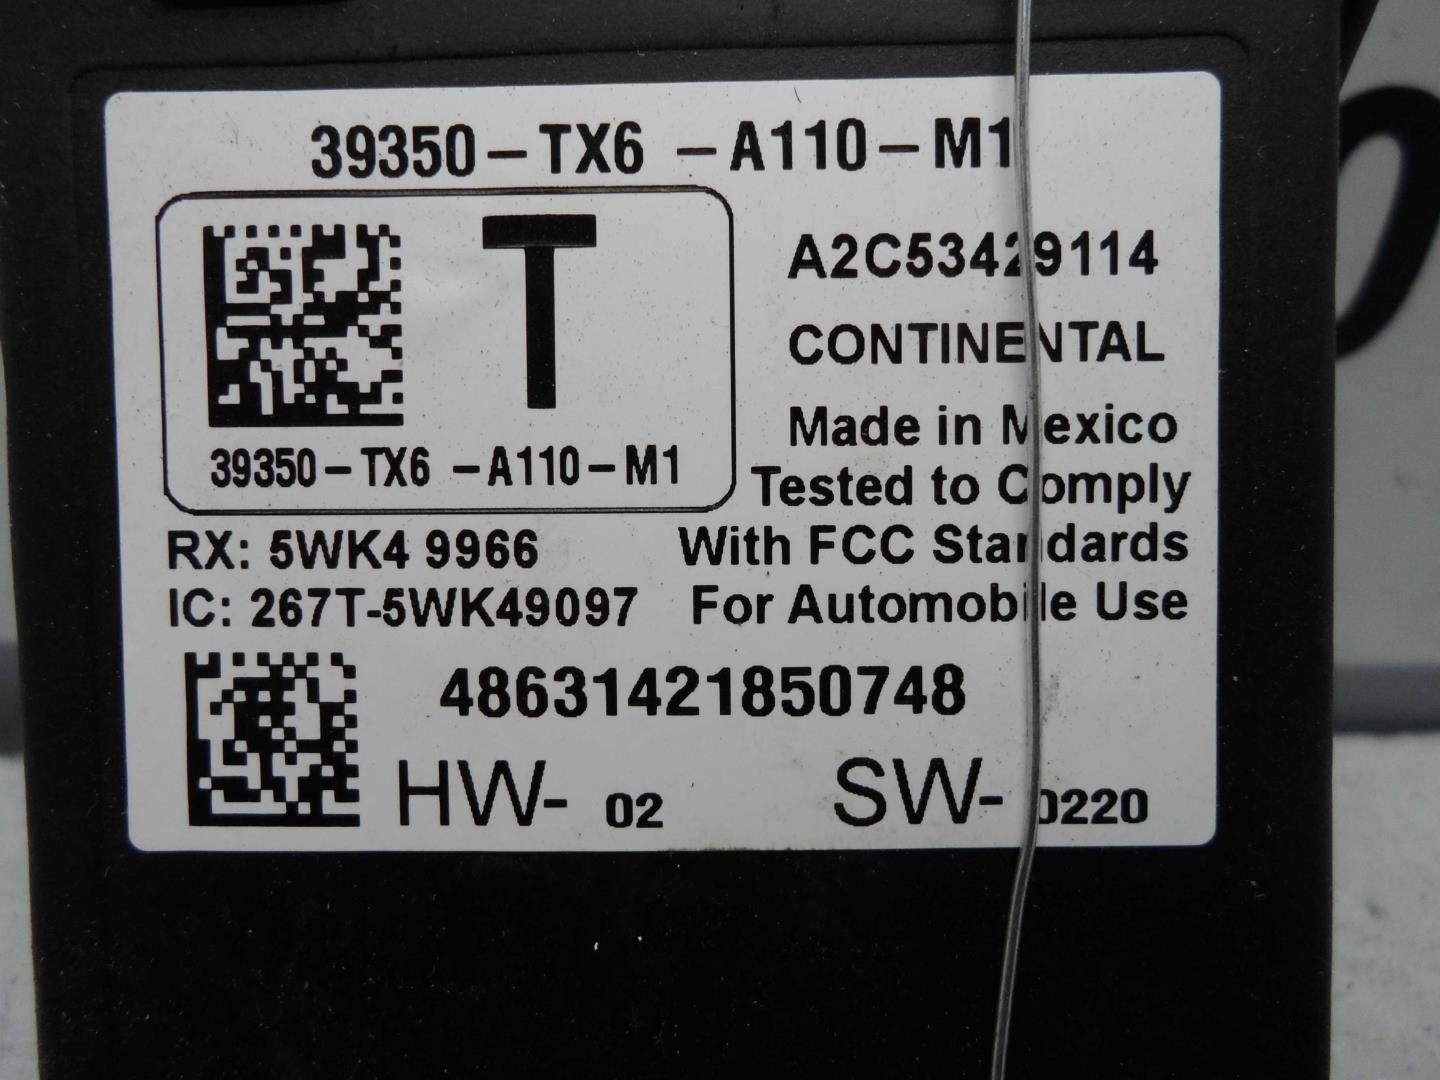 39350-TX6 -A110-M1
T
39350-TX6 -A110-M1
A2C53429114
CONTINENTAL
Made in Mexico
Tested to Comply
With FCC Standards
For Automobile Use
RX: 5WK4 9966
IC: 267T-5WK49097
48631421850748
HW- 02
SW- 0220